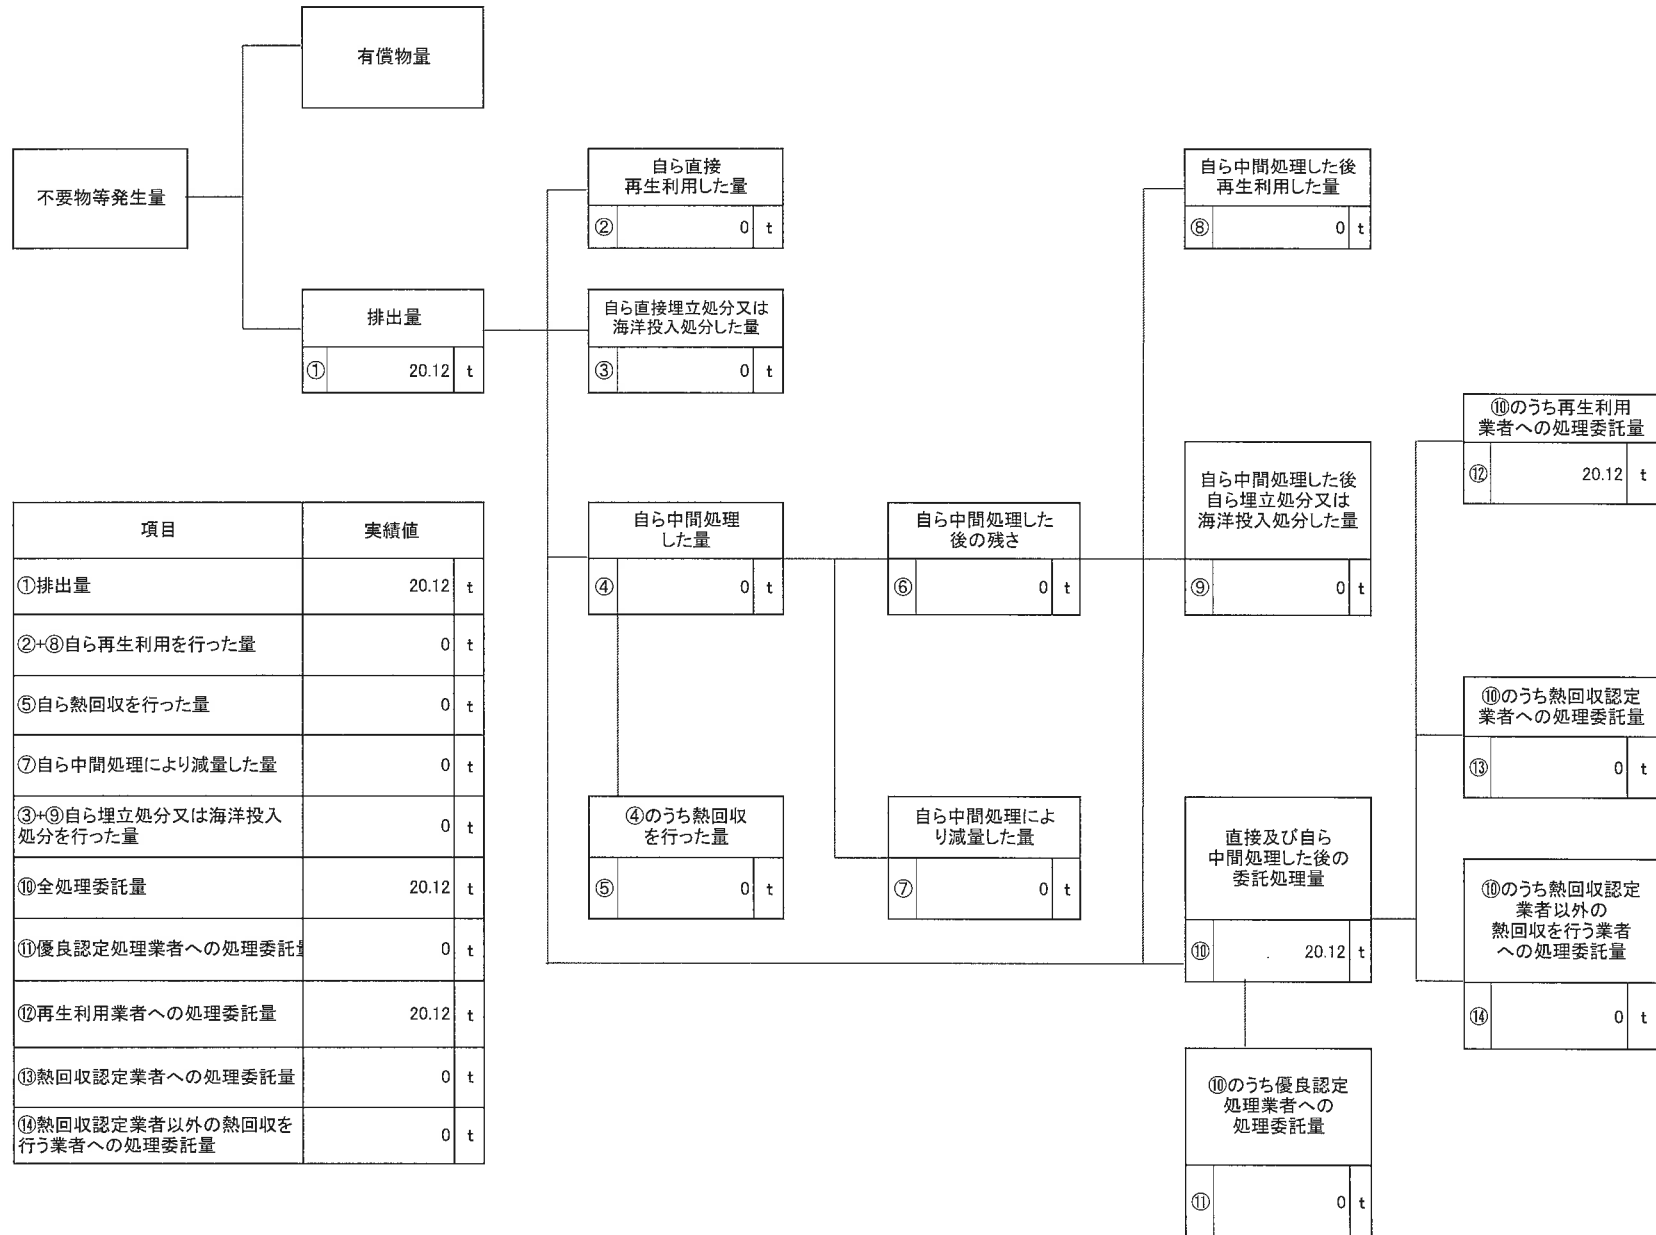 有償物量
不要物等発生量
排出量
① 20.12 t
自ら直接
再生利用した量
② 0 t
自ら直接埋立処分又は
海洋投入処分した量
③ 0 t
自ら中間処理
した量
④ 0 t
④のうち熱回収
を行った量
⑤ 0 t
自ら中間処理した
後の残さ
⑥ 0 t
自ら中間処理によ
り減量した量
⑦ 0 t
自ら中間処理した後
再生利用した量
⑧ 0 t
自ら中間処理した後
自ら埋立処分又は
海洋投入処分した量
⑨ 0 t
直接及び自ら
中間処理した後の
委託処理量
⑩ 20.12 t
⑩のうち優良認定
処理業者への
処理委託量
⑪ 0 t
⑩のうち再生利用
業者への処理委託量
⑫ 20.12 t
⑩のうち熱回収認定
業者への処理委託量
⑬ 0 t
⑩のうち熱回収認定
業者以外の
熱回収を行う業者
への処理委託量
⑭ 0 t
項目 実績値
①排出量 20.12 t
②+⑧自ら再生利用を行った量 0 t
⑤自ら熱回収を行った量 0 t
⑦自ら中間処理により減量した量 0 t
③+⑨自ら埋立処分又は海洋投入
処分を行った量 0 t
⑩全処理委託量 20.12 t
⑪優良認定処理業者への処理委託 0 t
⑫再生利用業者への処理委託量 20.12 t
⑬熱回収認定業者への処理委託量 0 t
⑭熱回収認定業者以外の熱回収を
行う業者への処理委託量 0 t